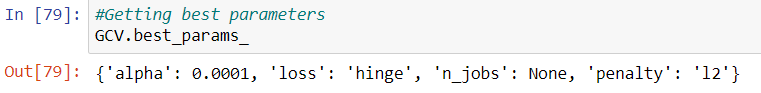 In [79]: #Getting best parameters
GCV.best_params_
Out[79]: {'alpha': 0.0001, 'loss': 'hinge', 'n_jobs': None, 'penalty': 'l2'}